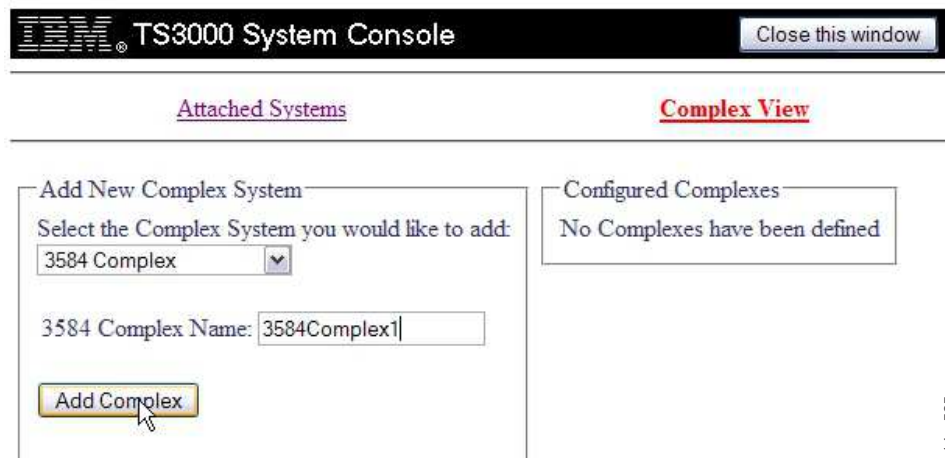 IBM® TS3000 System Console
Close this window
Attached Systems
Complex View
Add New Complex System
Select the Complex System you would like to add:
3584 Complex
3584 Complex Name: 3584Complex1
Add Complex
Configured Complexes
No Complexes have been defined